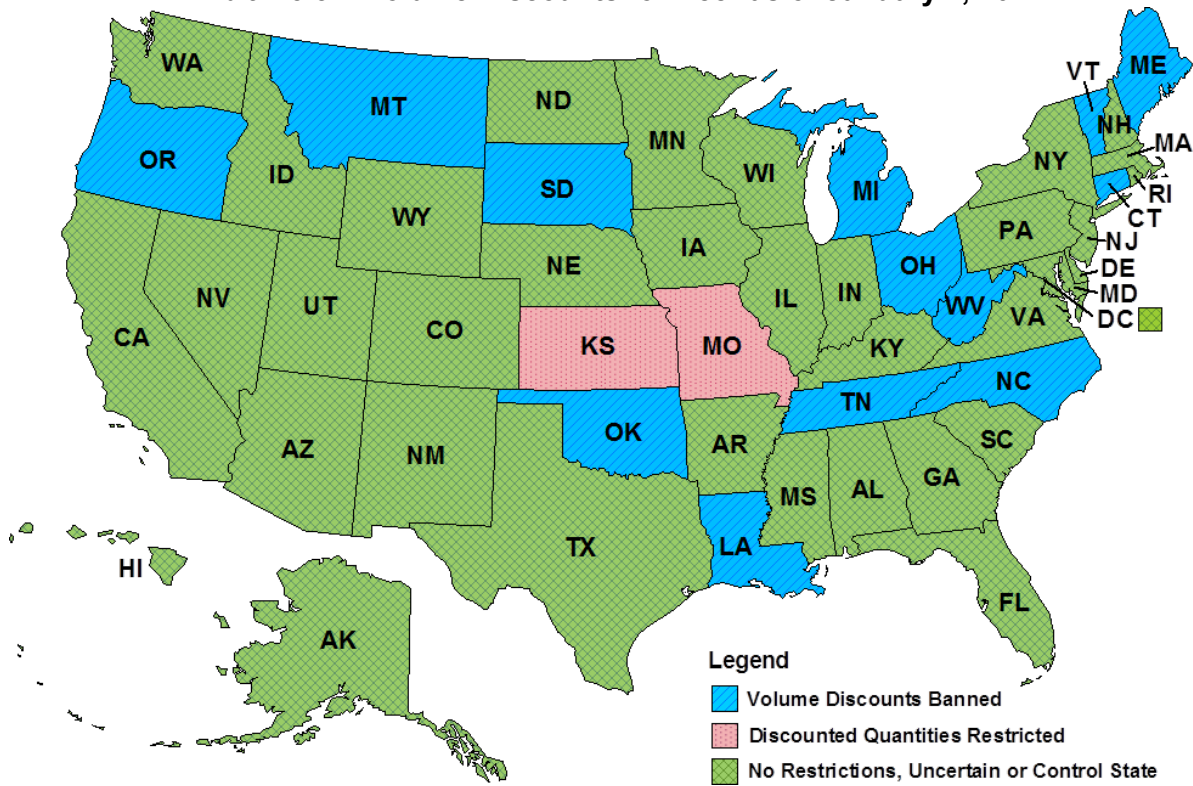 WA
MT
ND
MN
VT
ME
NH
OR
ID
SD
WI
MI
NY
MA
WY
RI
CT
IA
PA
NJ
NE
OH
NV
UT
IL
IN
DE
WV
MD
CO
VA
DC
CA
KS
MO
KY
NC
TN
OK
AZ
NM
AR
SC
MS
AL
GA
TX
LA
HI
FL
AK
Legend
Volume Discounts Banned
Discounted Quantities Restricted
No Restrictions, Uncertain or Control State